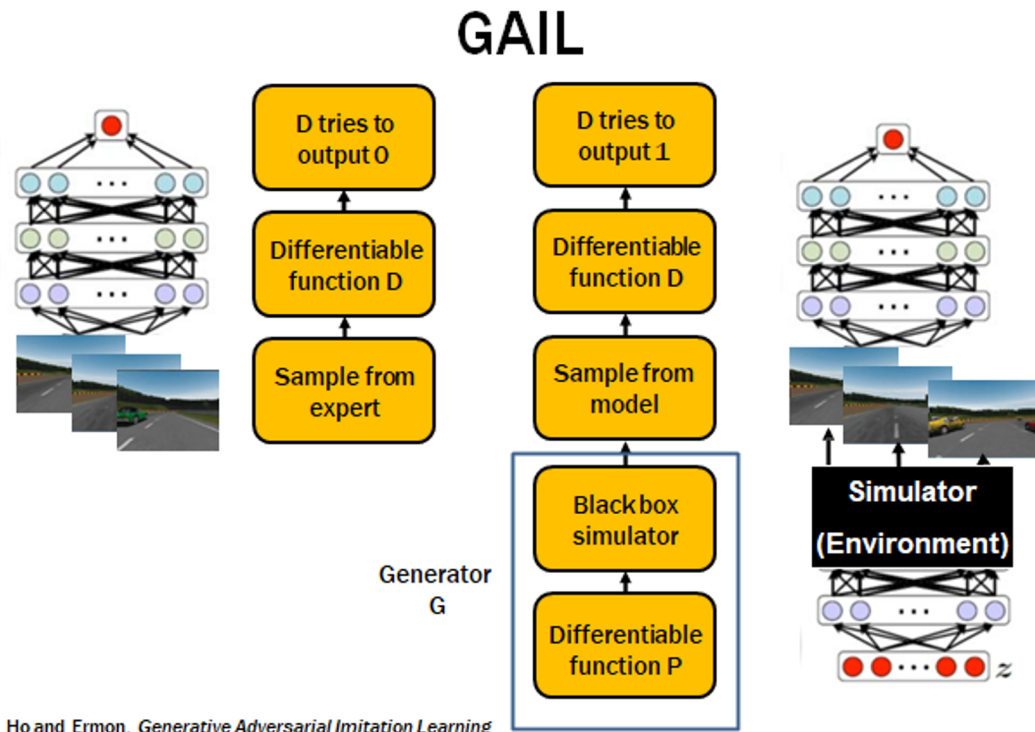 GAIL
D tries to
output 0
Differentiable
function D
Sample from
expert
D tries to
output 1
Differentiable
function D
Sample from
model
Black box
simulator
Differentiable
function P
Generator
G
Simulator
(Environment)
z
Ho and Ermon, Generative Adversarial Imitation Learning